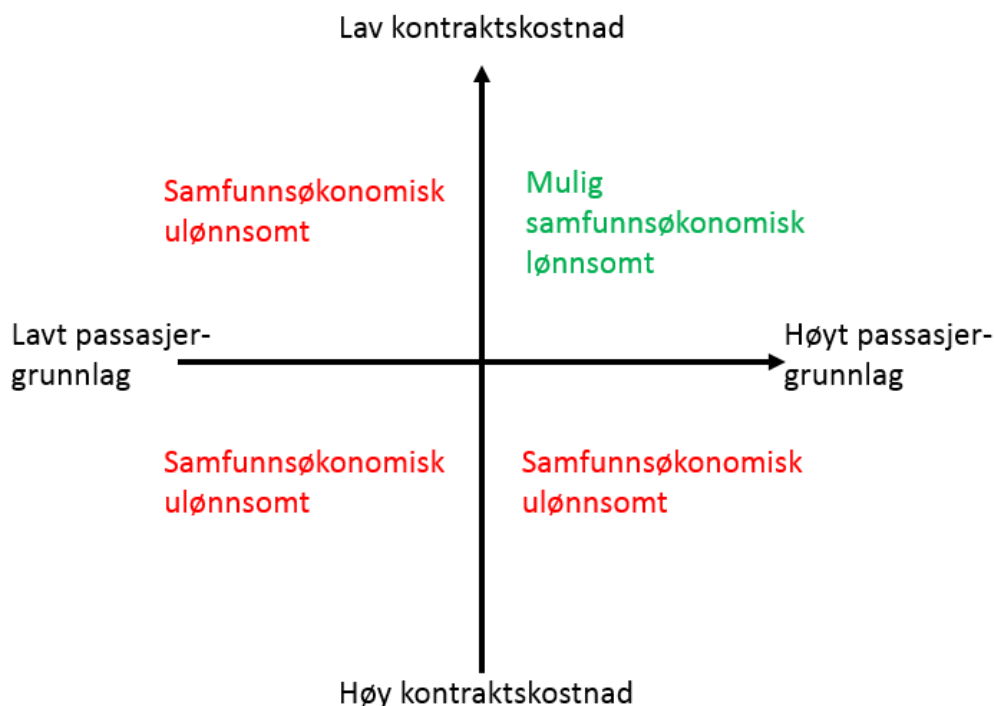 Lav kontraktskostnad
Samfunnsøkonomisk
ulønnsomt
Mulig
samfunnsøkonomisk
lønnsomt
Lavt passasjer-
grunnlag
Høyt passasjer-
grunnlag
Samfunnsøkonomisk
ulønnsomt
Samfunnsøkonomisk
ulønnsomt
Høy kontraktskostnad